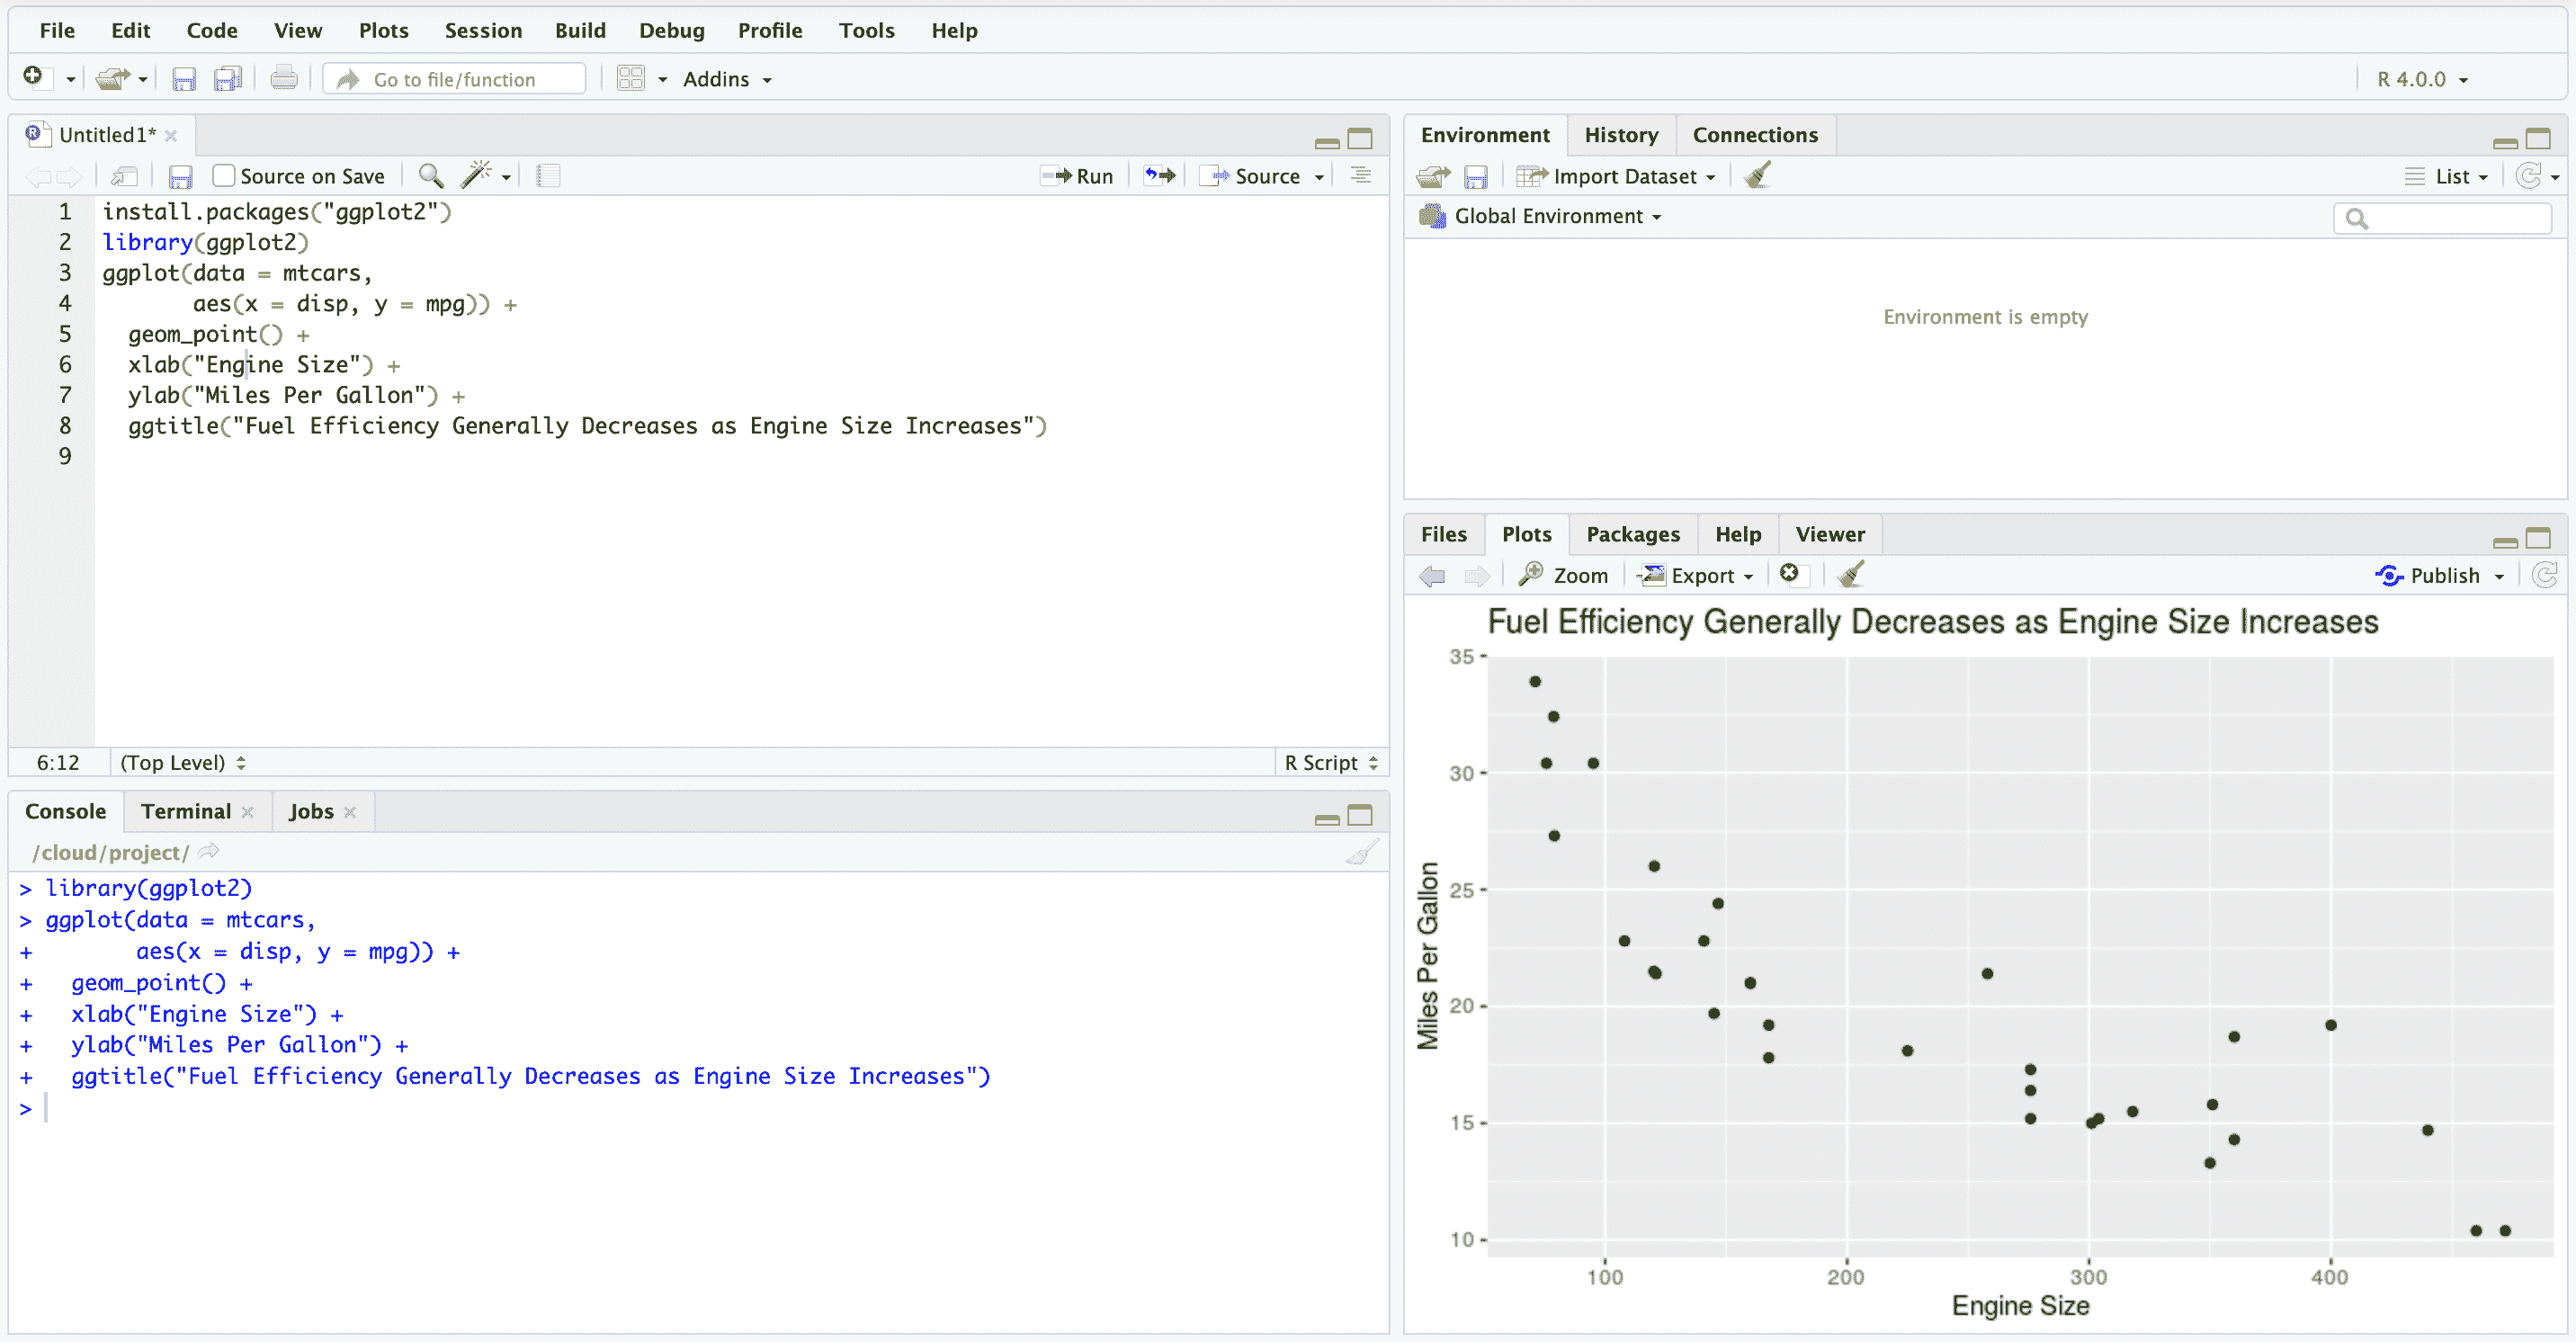 File Edit View Code View Plots Session Build Debug Profile Tools Help
Go to file/function Addins R 4.0.0
Untitled1*
Source on Save Run Source
1 install.packages("ggplot2")
2 library(ggplot2)
3 ggplot(data = mtcars,
4        aes(x = disp, y = mpg)) +
5   geom_point() +
6   xlab("Engine Size") +
7   ylab("Miles Per Gallon") +
8   ggtitle("Fuel Efficiency Generally Decreases as Engine Size Increases")
9
6:12 (Top Level) R Script
Console Terminal Jobs
/cloud/project/
> library(ggplot2)
> ggplot(data = mtcars,
+        aes(x = disp, y = mpg)) +
+   geom_point() +
+   xlab("Engine Size") +
+   ylab("Miles Per Gallon") +
+   ggtitle("Fuel Efficiency Generally Decreases as Engine Size Increases")
>
Environment History Connections
Import Dataset List
Global Environment
Environment is empty
Files Plots Packages Help Viewer
Zoom Export Publish
Fuel Efficiency Generally Decreases as Engine Size Increases
35
30
25
20
15
10
Miles Per Gallon
100 200 300 400
Engine Size